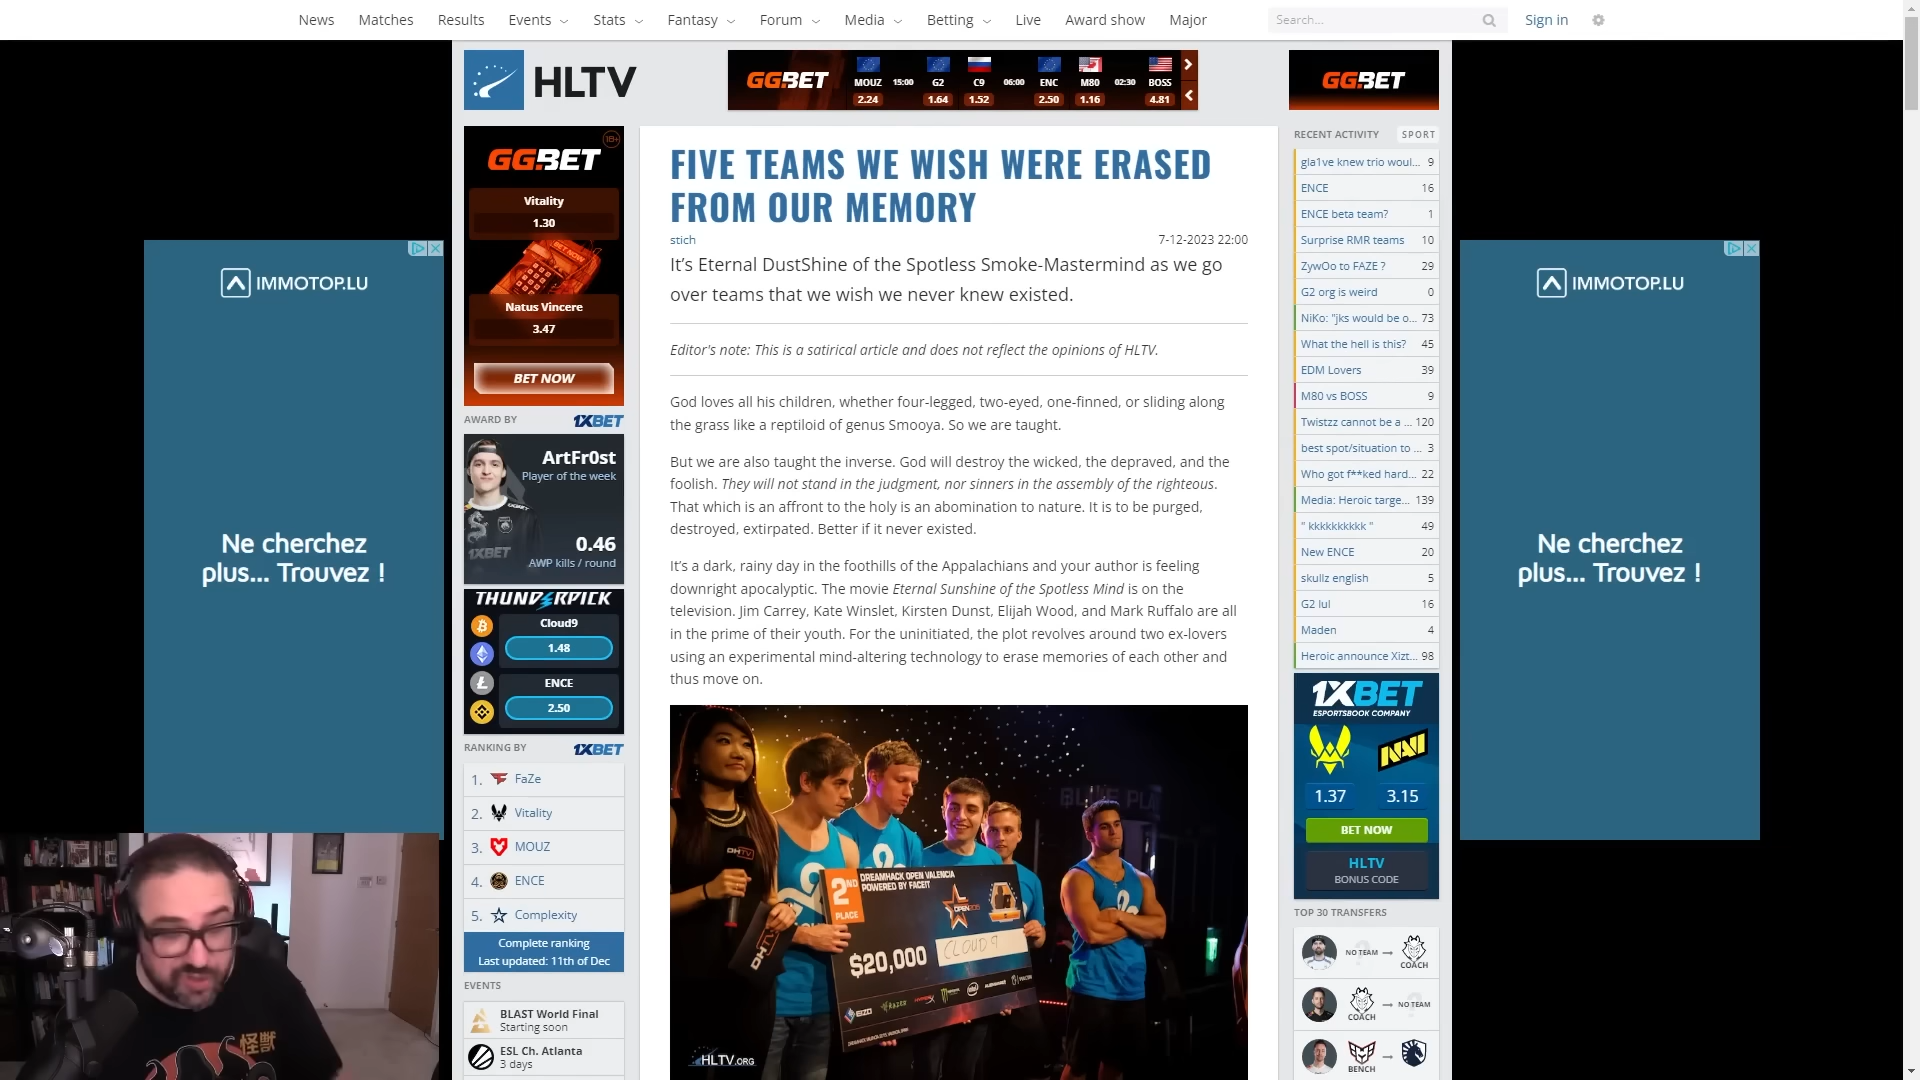 News Matches Results Events Stats Fantasy Forum Media Betting Live Award show Major Search... Sign in
HLTV
GG.BET
MOUZ 15:00 G2 C9 06:00 ENC M80 02:30 BOSS
2.24 1.64 1.52 2.50 1.16 4.81
GG.BET
GG.BET
18+
Vitality
1.30
BET NOW
Natus Vincere
3.47
BET NOW
AWARD BY 1XBET
ArtFr0st
Player of the week
0.46
AWP kills / round
1XBET
THUNDERPICK
Cloud9
1.48
ENCE
2.50
RANKING BY 1XBET
1. FaZe
2. Vitality
3. MOUZ
4. ENCE
5. Complexity
Complete ranking
Last updated: 11th of Dec
EVENTS
BLAST World Final
Starting soon
ESL Ch. Atlanta
3 days
FIVE TEAMS WE WISH WERE ERASED
FROM OUR MEMORY
stich 7-12-2023 22:00
It’s Eternal DustShine of the Spotless Smoke-Mastermind as we go
over teams that we wish we never knew existed.
Editor's note: This is a satirical article and does not reflect the opinions of HLTV.
God loves all his children, whether four-legged, two-eyed, one-finned, or sliding along
the grass like a reptiloid of genus Smooya. So we are taught.
But we are also taught the inverse. God will destroy the wicked, the depraved, and the
foolish. They will not stand in the judgment, nor sinners in the assembly of the righteous.
That which is an affront to the holy is an abomination to nature. It is to be purged,
destroyed, extirpated. Better if it never existed.
It’s a dark, rainy day in the foothills of the Appalachians and your author is feeling
downright apocalyptic. The movie Eternal Sunshine of the Spotless Mind is on the
television. Jim Carrey, Kate Winslet, Kirsten Dunst, Elijah Wood, and Mark Ruffalo are all
in the prime of their youth. For the uninitiated, the plot revolves around two ex-lovers
using an experimental mind-altering technology to erase memories of each other and
thus move on.
DHTV
DHTV
2ND
PLACE
DREAMHACK OPEN VALENCIA
POWERED BY FACEIT
OPEN
$20,000
CLOUD 9
EIZO
RAZER
HLTV.ORG
RECENT ACTIVITY SPORT
gla1ve knew trio woul... 9
ENCE 16
ENCE beta team? 1
Surprise RMR teams 10
ZywOo to FAZE ? 29
G2 org is weird 0
NiKo: "jks would be o... 73
What the hell is this? 45
EDM Lovers 39
M80 vs BOSS 9
Twistzz cannot be a ... 120
best spot/situation to ... 3
Who got f**ked hard... 22
Media: Heroic targe... 139
" kkkkkkkkkk " 49
New ENCE 20
skullz english 5
G2 lul 16
Maden 4
Heroic announce Xizt... 98
1XBET
ESPORTSBOOK COMPANY
NAVI
1.37 3.15
BET NOW
HLTV
BONUS CODE
TOP 30 TRANSFERS
NO TEAM → COACH
COACH → NO TEAM
BENCH →
IMMOTOP.LU
Ne cherchez
plus... Trouvez !
IMMOTOP.LU
Ne cherchez
plus... Trouvez !
怪獣